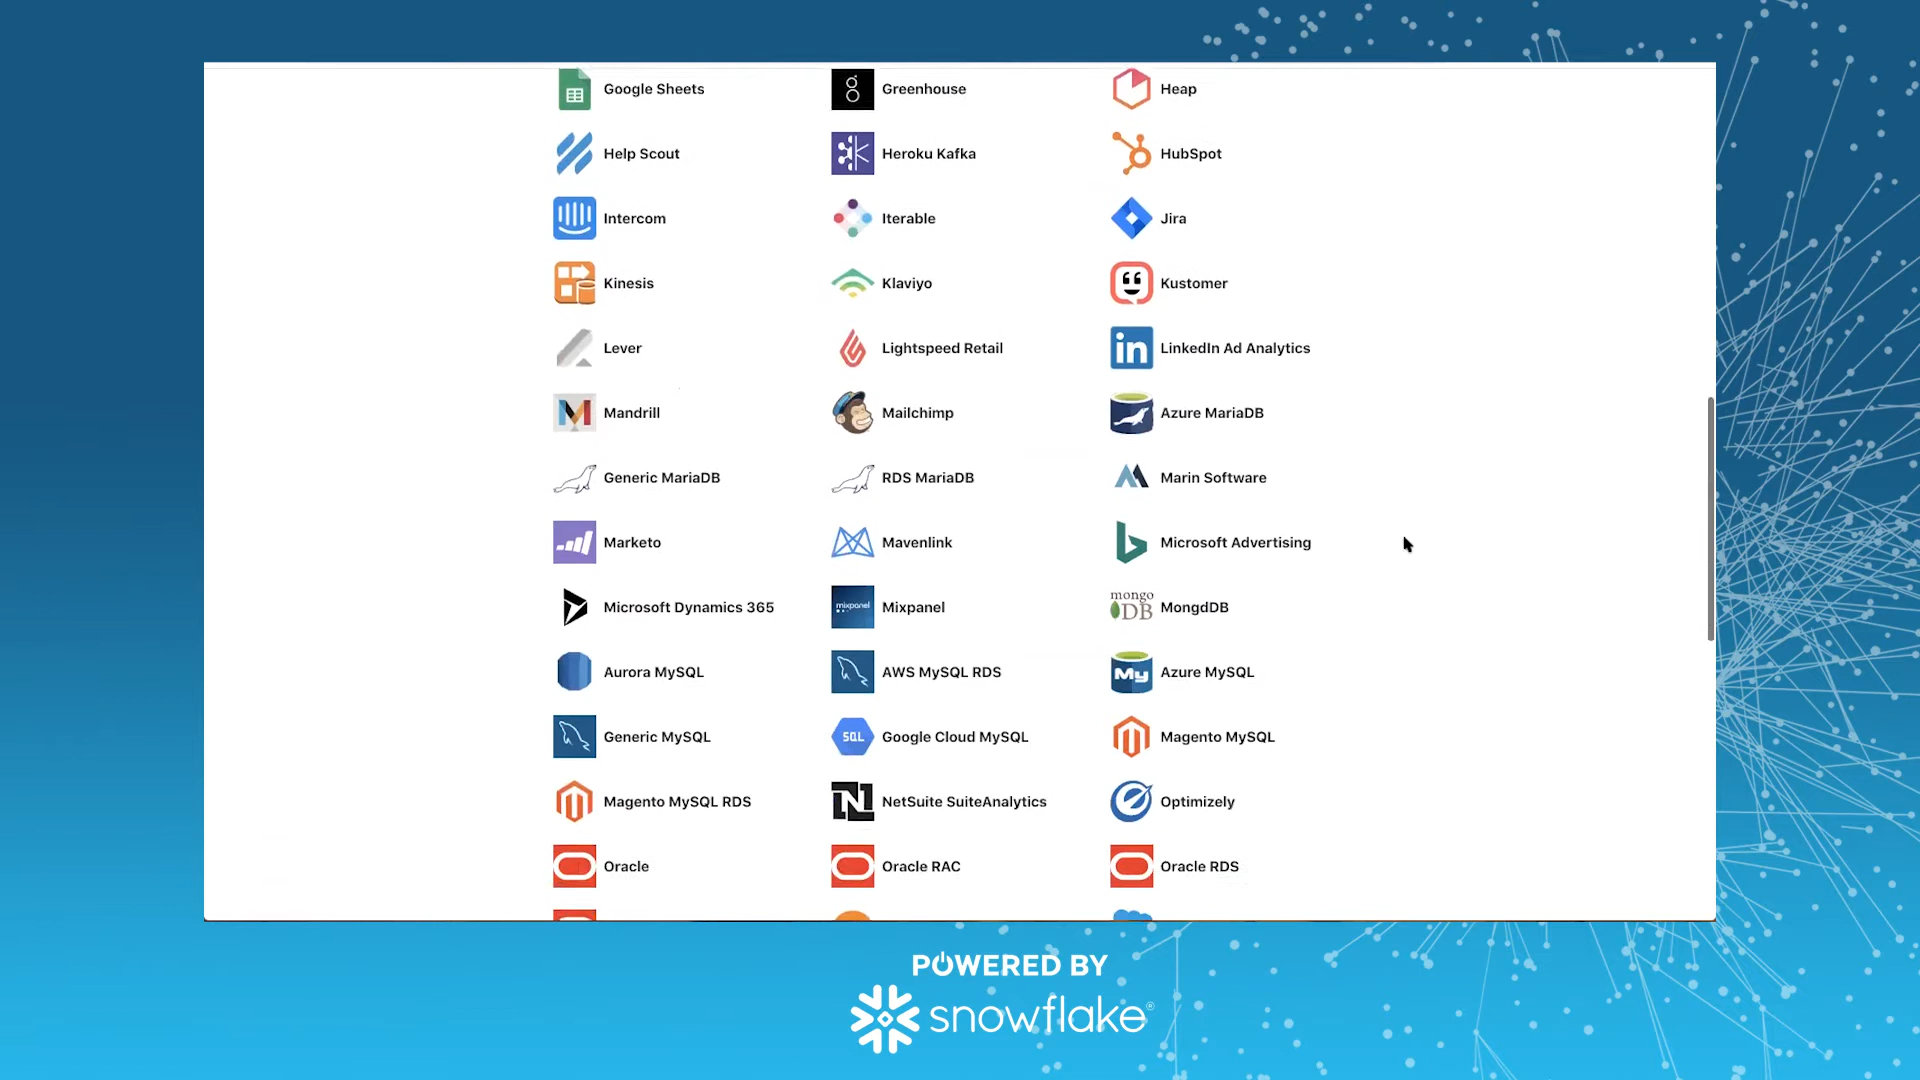 Google Sheets Greenhouse Heap
Help Scout Heroku Kafka HubSpot
Intercom Iterable Jira
Kinesis Klaviyo Kustomer
Lever Lightspeed Retail in LinkedIn Ad Analytics
Mandrill Mailchimp Azure MariaDB
Generic MariaDB RDS MariaDB Marin Software
Marketo Mavenlink Microsoft Advertising
Microsoft Dynamics 365 mixpanel Mixpanel mongo DB MongdDB
Aurora MySQL AWS MySQL RDS My Azure MySQL
Generic MySQL SQL Google Cloud MySQL Magento MySQL
Magento MySQL RDS N NetSuite SuiteAnalytics Optimizely
Oracle Oracle RAC Oracle RDS
POWERED BY
snowflake®